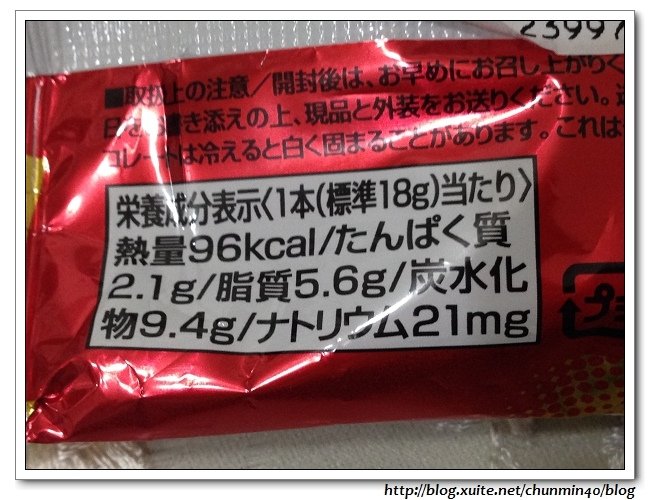 23997
■取扱上の注意/開封後は、お早めにお召し上がりく
き添えの上、現品と外装をお送りください。
コレートは冷えると白く固まることがあります。これは
栄養成分表示〈1本(標準18g)当たり〉
熱量96kcal/たんぱく質
2.1g/脂質5.6g/炭水化
物9.4g/ナトリウム21mg
プラ
http://blog.xuite.net/chunmin40/blog